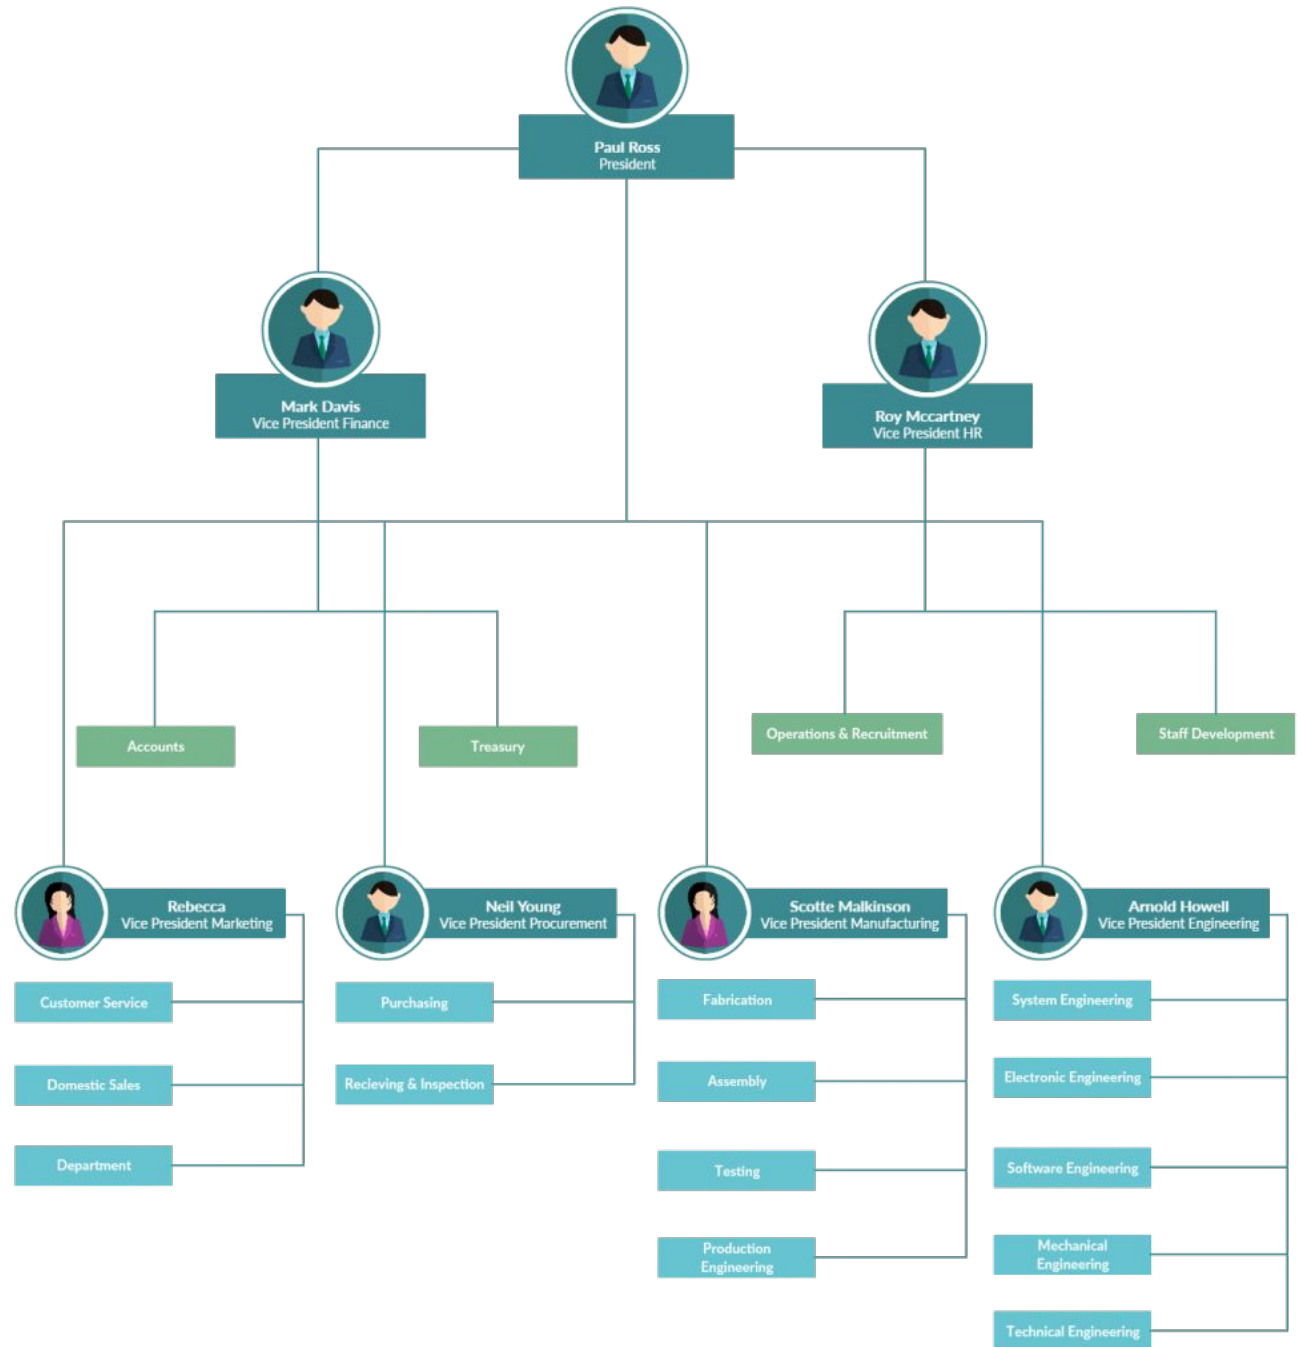 Paul Ross
President
Mark Davis
Vice President Finance
Roy Mccartney
Vice President HR
Accounts
Treasury
Operations & Recruitment
Staff Development
Rebecca
Vice President Marketing
Customer Service
Domestic Sales
Department
Neil Young
Vice President Procurement
Purchasing
Recieving & Inspection
Scotte Malkinson
Vice President Manufacturing
Fabrication
Assembly
Testing
Production
Engineering
Arnold Howell
Vice President Engineering
System Engineering
Electronic Engineering
Software Engineering
Mechanical
Engineering
Technical Engineering